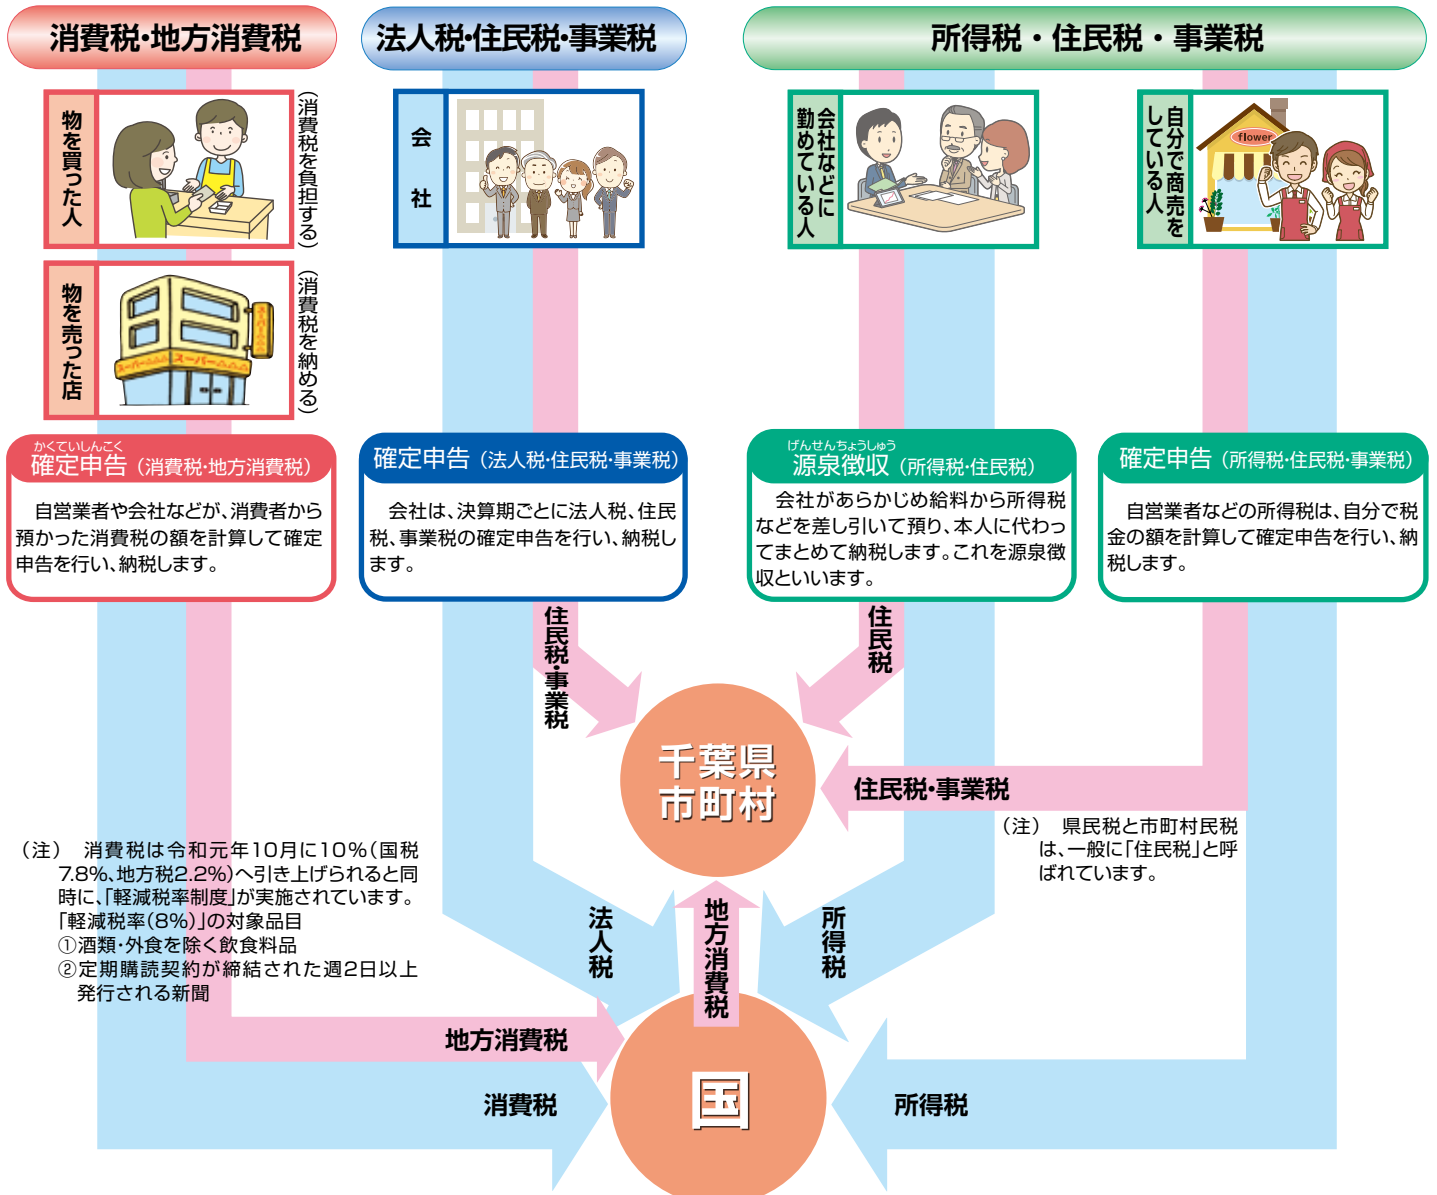 消費税・地方消費税
法人税・住民税・事業税
所得税・住民税・事業税
物を買った人
(消費税を負担する)
物を売った店
スーパー△△△
スーパー△△△
スーパー
(消費税を納める)
会社
会社などに
勤めている人
自分で商売を
している人
flower
かくていしんこく
確定申告(消費税・地方消費税)
自営業者や会社などが、消費者から
預かった消費税の額を計算して確定
申告を行い、納税します。
確定申告(法人税・住民税・事業税)
会社は、決算期ごとに法人税、住民
税、事業税の確定申告を行い、納税し
ます。
げんせんちょうしゅう
源泉徴収(所得税・住民税)
会社があらかじめ給料から所得税
などを差し引いて預り、本人に代わっ
てまとめて納税します。これを源泉徴
収といいます。
確定申告(所得税・住民税・事業税)
自営業者などの所得税は、自分で税
金の額を計算して確定申告を行い、納
税します。
住民税・事業税
住民税
千葉県
市町村
住民税・事業税
(注) 県民税と市町村民税
は、一般に「住民税」と呼
ばれています。
(注) 消費税は令和元年10月に10%(国税
7.8%、地方税2.2%)へ引き上げられると同
時に、「軽減税率制度」が実施されています。
「軽減税率(8%)」の対象品目
①酒類・外食を除く飲食料品
②定期購読契約が締結された週2日以上
発行される新聞
法人税
地方消費税
所得税
地方消費税
消費税
国
所得税